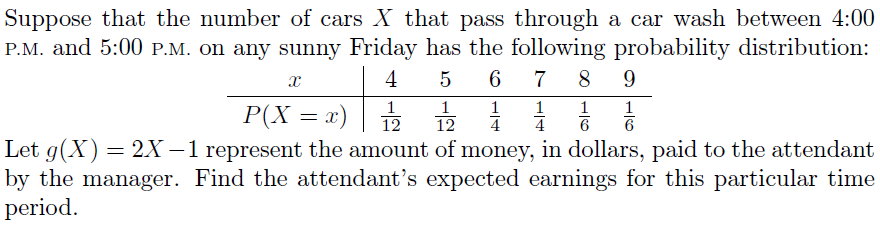 Suppose that the number of cars X that pass through a car wash between 4:00
P.M. and 5:00 P.M. on any sunny Friday has the following probability distribution:
x | 4 5 6 7 8 9
P(X = x) | 1/12 1/12 1/4 1/4 1/6 1/6
Let g(X) = 2X − 1 represent the amount of money, in dollars, paid to the attendant
by the manager. Find the attendant's expected earnings for this particular time
period.